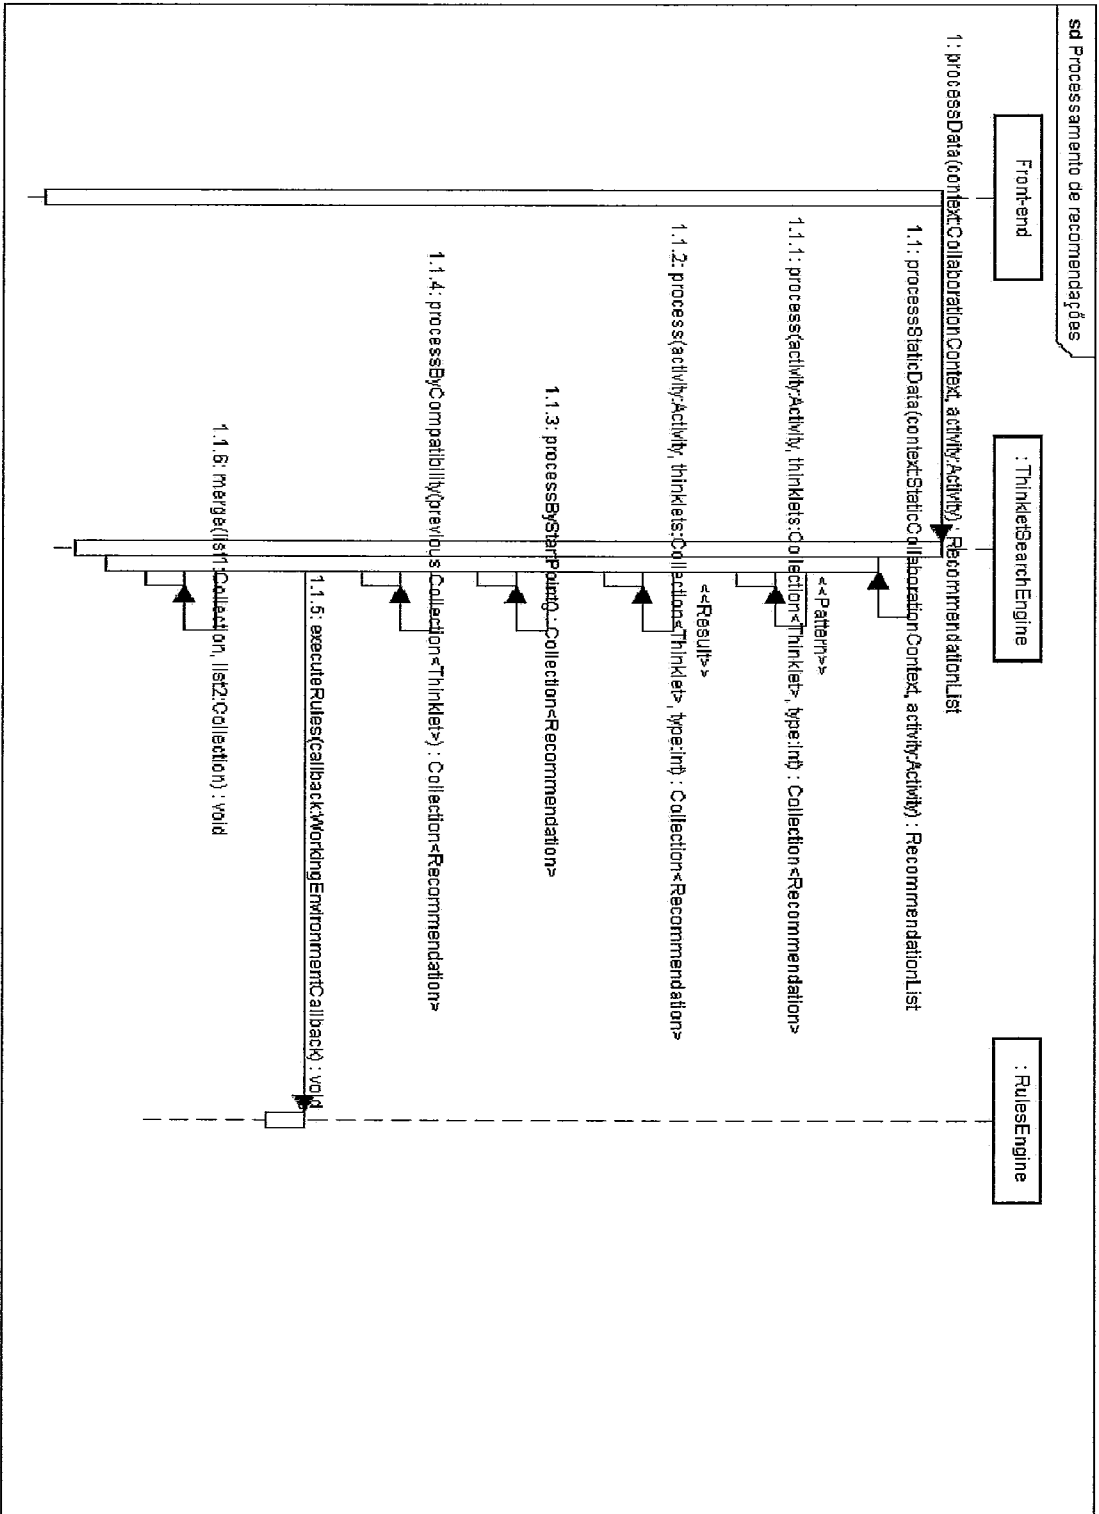 sd Processamento de recomendações
Front-end
: ThinkletSearchEngine
: RulesEngine
1: processData(context:CollaborationContext, activity:Activity) : RecommendationList
1.1: processStaticData(context:StaticCollaborationContext, activity:Activity) : RecommendationList
<<Pattern>>
1.1.1: process(activity:Activity, thinklets:Collection<Thinklet>, type:int) : Collection<Recommendation>
<<Result>>
1.1.2: process(activity:Activity, thinklets:Collection<Thinklet>, type:int) : Collection<Recommendation>
1.1.3: processByStartPoint() : Collection<Recommendation>
1.1.4: processByCompatibility(previous:Collection<Thinklet>) : Collection<Recommendation>
1.1.5: executeRules(callback:WorkingEnvironmentCallback) : void
1.1.6: merge(list1:Collection, list2:Collection) : void